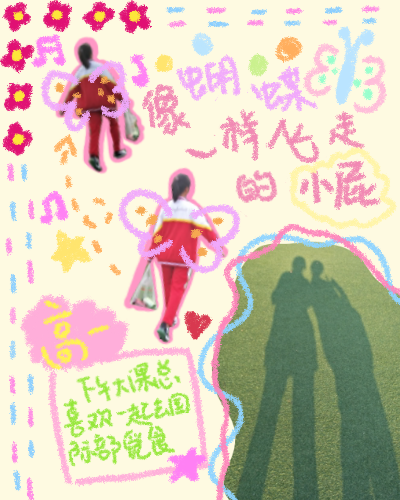 像蝴蝶
一样飞走
的小屁
高一
下午大课总
喜欢一起去国
际部觅食